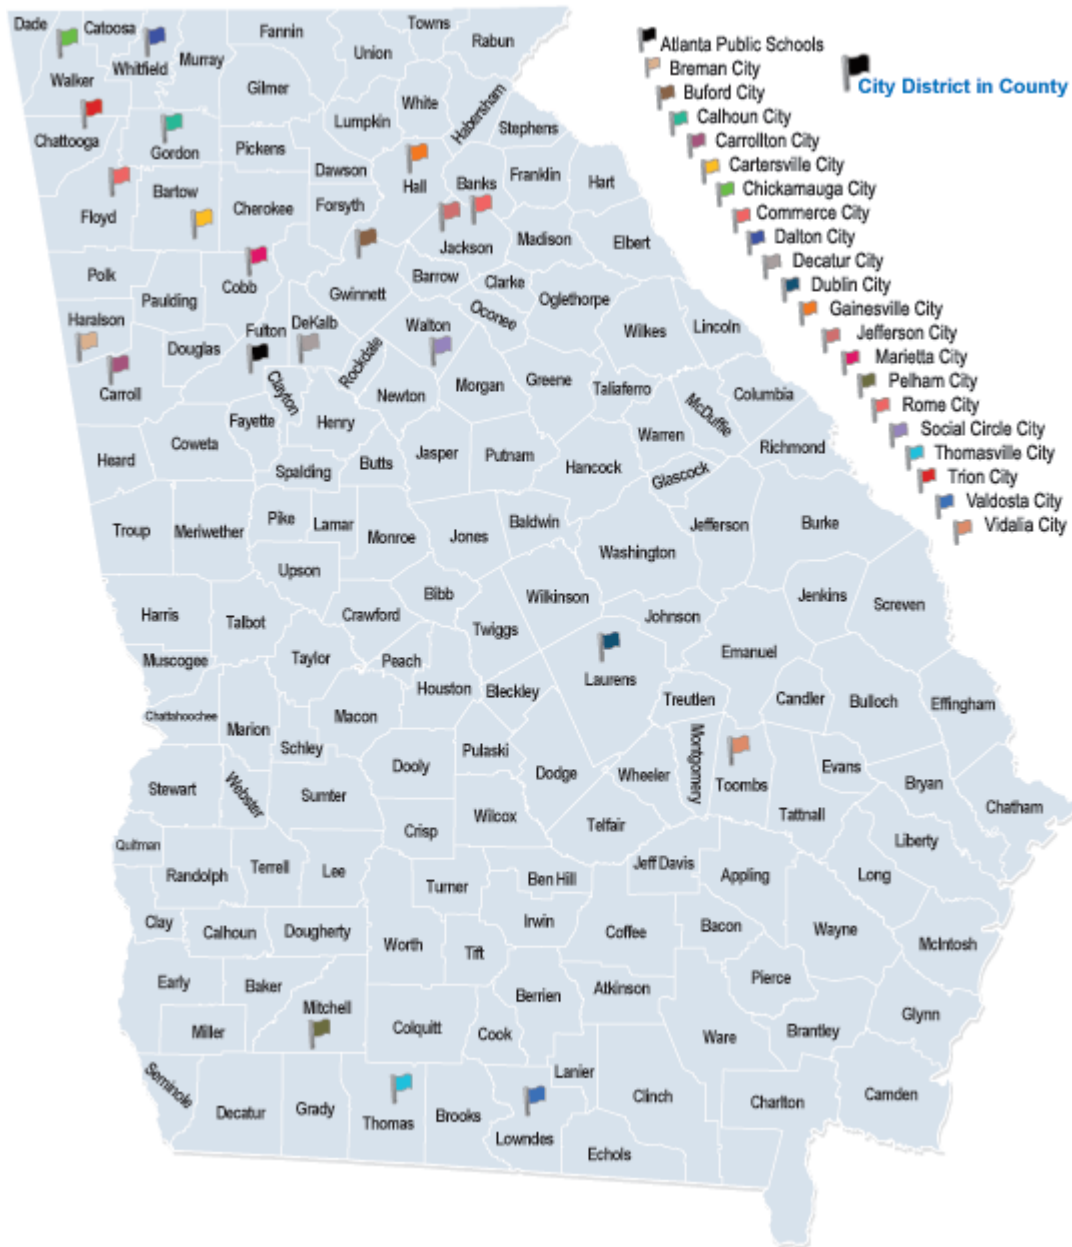 Dade
Catoosa
Fannin
Towns
Rabun
Union
Whitfield
Murray
Walker
Gilmer
White
Habersham
Lumpkin
Stephens
Chattooga
Gordon
Pickens
Dawson
Hall
Banks
Franklin
Hart
Bartow
Cherokee
Forsyth
Floyd
Jackson
Madison
Elbert
Polk
Paulding
Cobb
Gwinnett
Barrow
Clarke
Oglethorpe
Oconee
Haralson
Fulton
DeKalb
Walton
Wilkes
Lincoln
Douglas
Rockdale
Carroll
Clayton
Newton
Morgan
Greene
Taliaferro
Columbia
McDuffie
Fayette
Henry
Warren
Richmond
Coweta
Heard
Spalding
Butts
Jasper
Putnam
Hancock
Glascock
Troup
Meriwether
Pike
Lamar
Monroe
Jones
Baldwin
Jefferson
Burke
Washington
Upson
Bibb
Wilkinson
Jenkins
Screven
Harris
Talbot
Crawford
Twiggs
Johnson
Muscogee
Taylor
Peach
Emanuel
Laurens
Houston
Bleckley
Treutlen
Candler
Bulloch
Effingham
Chattahoochee
Marion
Macon
Schley
Pulaski
Montgomery
Dooly
Dodge
Wheeler
Toombs
Evans
Bryan
Stewart
Webster
Sumter
Chatham
Wilcox
Tattnall
Crisp
Telfair
Liberty
Quitman
Randolph
Terrell
Lee
Jeff Davis
Turner
Ben Hill
Appling
Long
Clay
Calhoun
Dougherty
Irwin
Coffee
Bacon
Wayne
Worth
Tift
McIntosh
Early
Baker
Mitchell
Berrien
Atkinson
Pierce
Miller
Colquitt
Cook
Ware
Brantley
Glynn
Seminole
Lanier
Decatur
Grady
Thomas
Brooks
Clinch
Charlton
Camden
Lowndes
Echols
Atlanta Public Schools
Breman City
Buford City
Calhoun City
Carrollton City
Cartersville City
Chickamauga City
Commerce City
Dalton City
Decatur City
Dublin City
Gainesville City
Jefferson City
Marietta City
Pelham City
Rome City
Social Circle City
Thomasville City
Trion City
Valdosta City
Vidalia City
City District in County